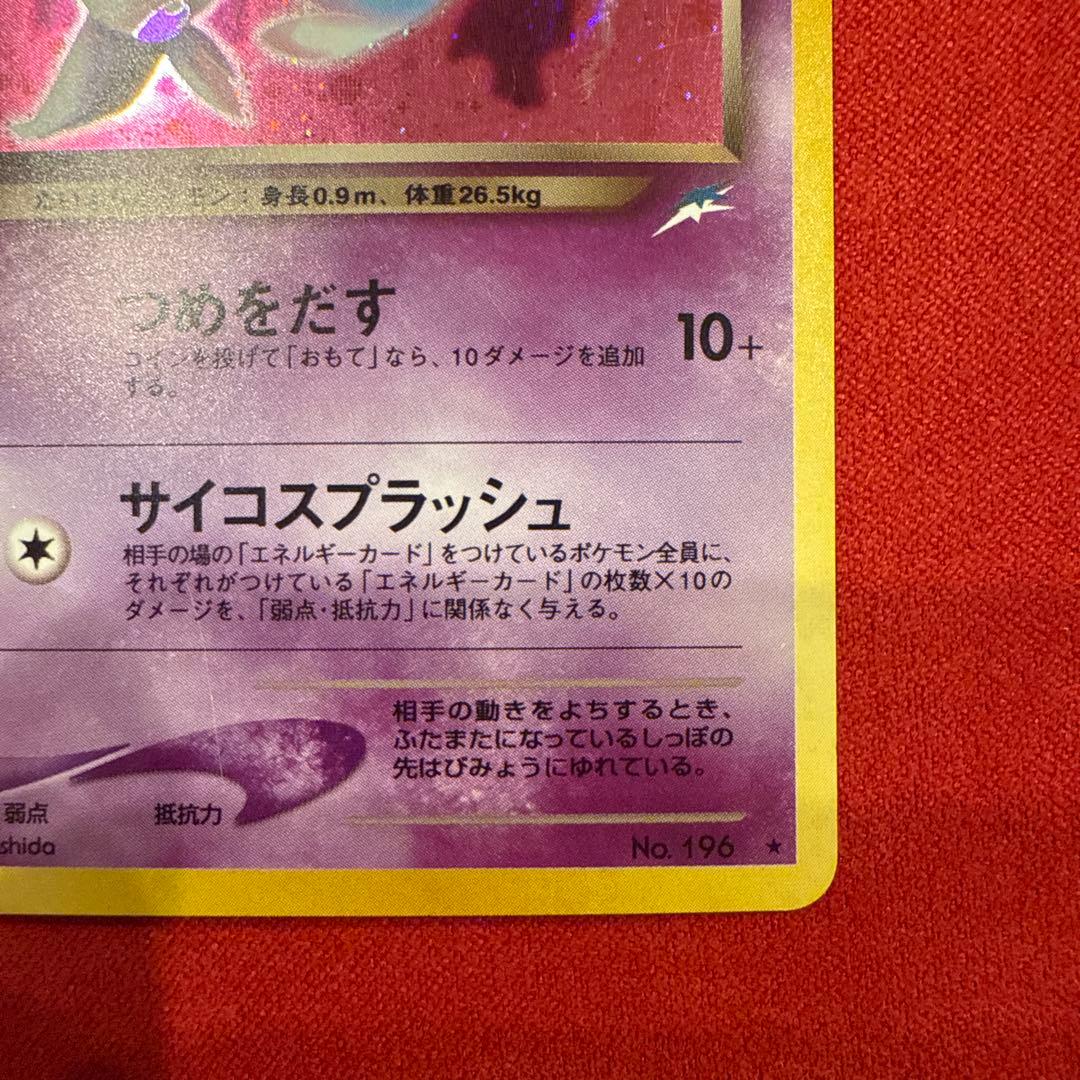 モン：身長0.9m、体重26.5kg
つめをだす
10+
コインを投げて「おもて」なら、10ダメージを追加
する。
サイコスプラッシュ
相手の場の「エネルギーカード」をつけているポケモン全員に、
それぞれがつけている「エネルギーカード」の枚数×10の
ダメージを、「弱点・抵抗力」に関係なく与える。
相手の動きをよちするとき、
ふたまたになっているしっぽの
先はびみょうにゆれている。
弱点 抵抗力
shida
No. 196 ★